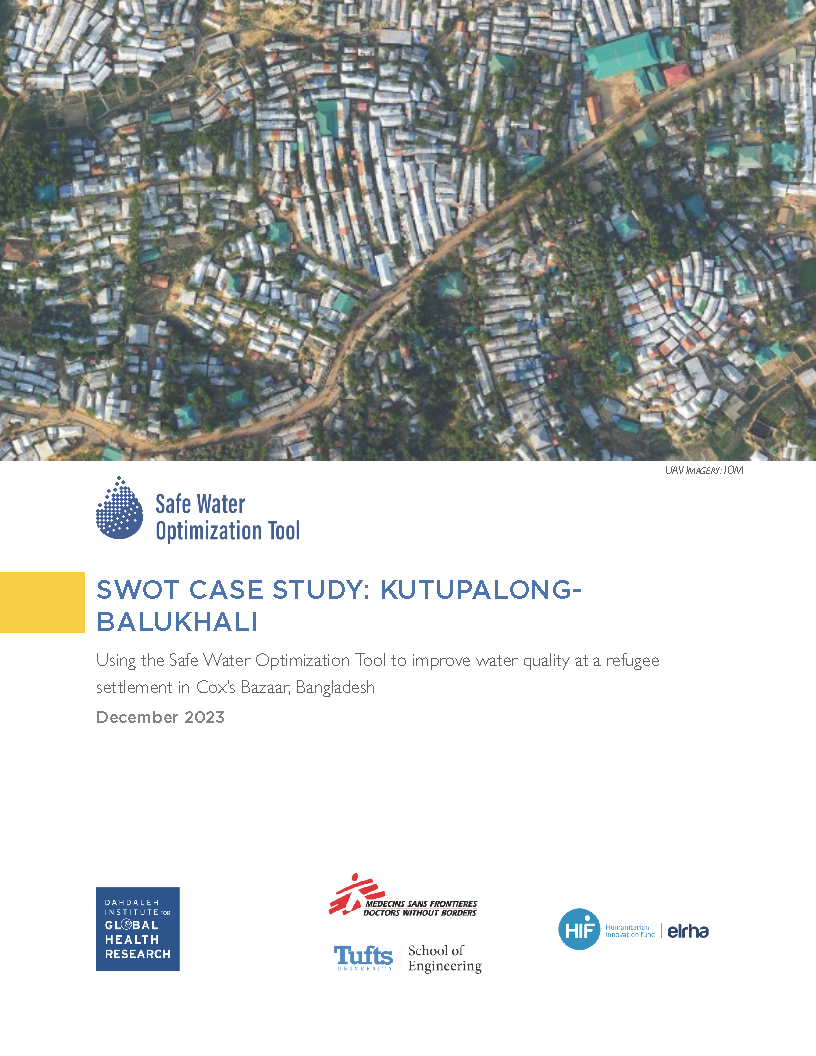 UAV IMAGERY: IOM
Safe Water
Optimization Tool
SWOT CASE STUDY: KUTUPALONG-
BALUKHALI
Using the Safe Water Optimization Tool to improve water quality at a refugee
settlement in Cox's Bazaar, Bangladesh
December 2023
DAHDALEH
INSTITUTE FOR
GLOBAL
HEALTH
RESEARCH
MEDECINS SANS FRONTIERES
DOCTORS WITHOUT BORDERS
Tufts
UNIVERSITY
School of
Engineering
HIF
Humanitarian
Innovation Fund
elrha